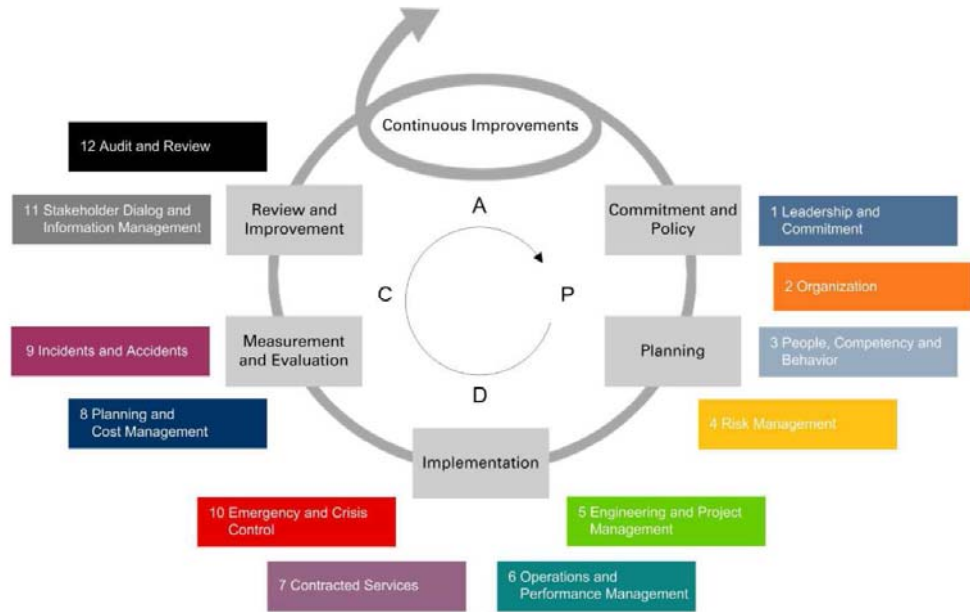 Continuous Improvements
12 Audit and Review
11 Stakeholder Dialog and
Information Management
Review and
Improvement
A
Commitment and
Policy
1 Leadership and
Commitment
2 Organization
C
P
9 Incidents and Accidents
Measurement
and Evaluation
Planning
3 People, Competency and
Behavior
D
8 Planning and
Cost Management
4 Risk Management
Implementation
10 Emergency and Crisis
Control
5 Engineering and Project
Management
7 Contracted Services
6 Operations and
Performance Management